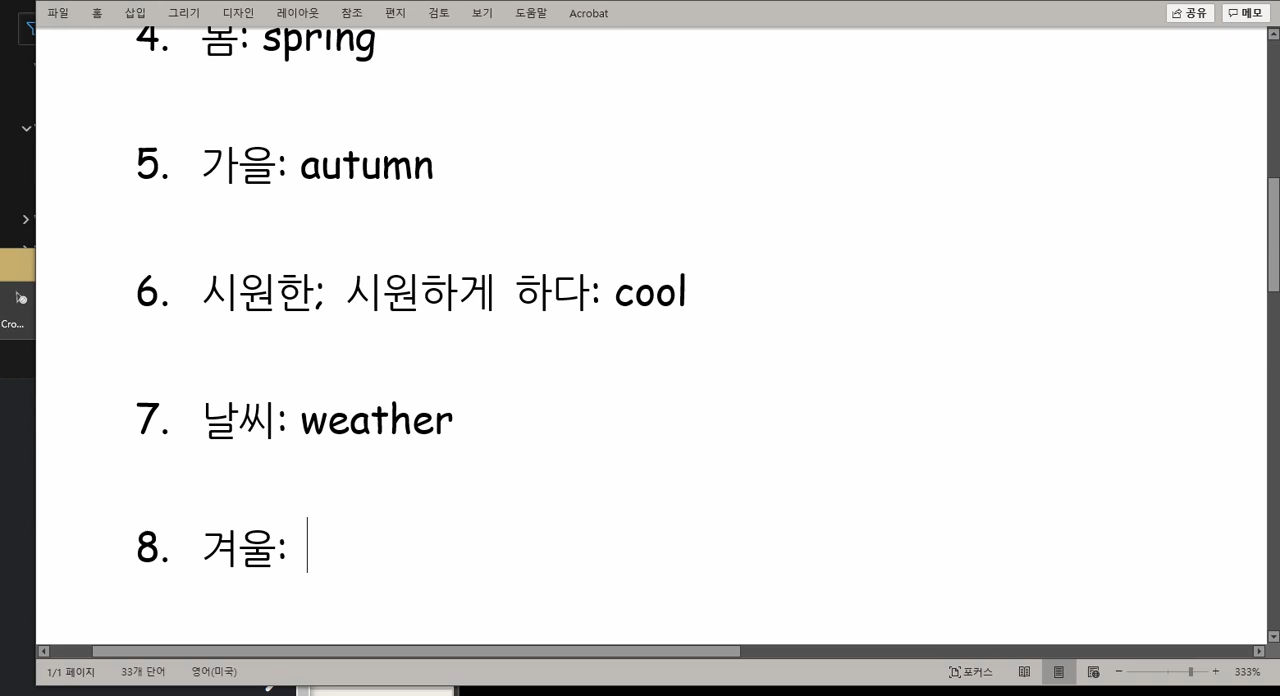 파일 홈 삽입 그리기 디자인 레이아웃 참조 편지 검토 보기 도움말 Acrobat 공유 메모
4. 봄: spring
5. 가을: autumn
6. 시원한; 시원하게 하다: cool
7. 날씨: weather
8. 겨울:
Cro...
1/1 페이지 33개 단어 영어(미국) 포커스 333%